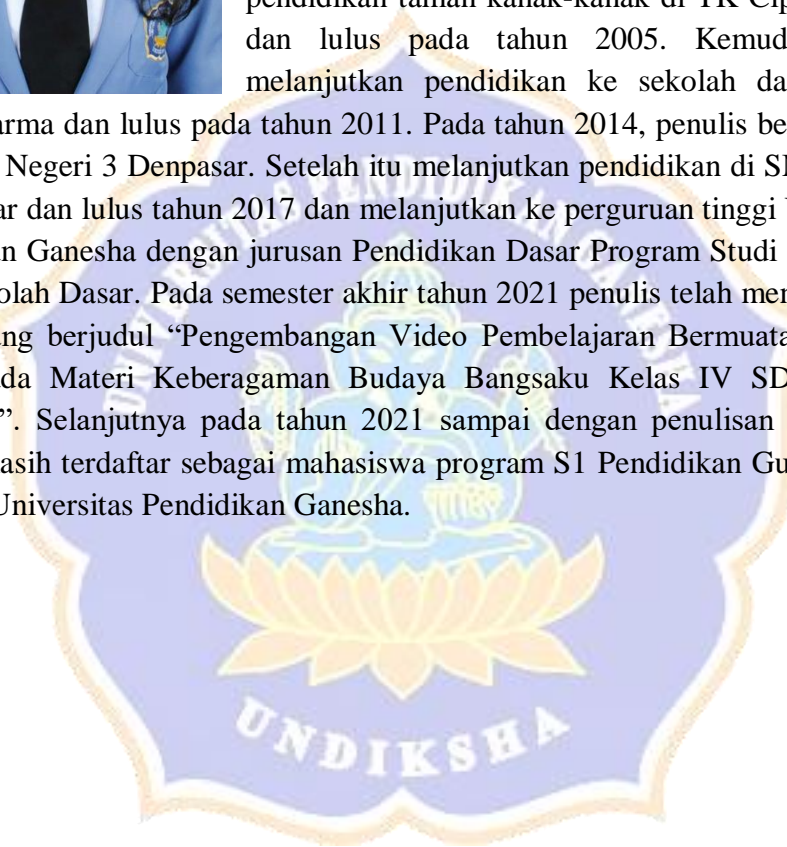 pendidikan taman kanak-kanak di TK Cip
dan lulus pada tahun 2005. Kemud
melanjutkan pendidikan ke sekolah da
arma dan lulus pada tahun 2011. Pada tahun 2014, penulis be
Negeri 3 Denpasar. Setelah itu melanjutkan pendidikan di S
ar dan lulus tahun 2017 dan melanjutkan ke perguruan tinggi
n Ganesha dengan jurusan Pendidikan Dasar Program Studi
olah Dasar. Pada semester akhir tahun 2021 penulis telah men
ng berjudul “Pengembangan Video Pembelajaran Bermuata
da Materi Keberagaman Budaya Bangsaku Kelas IV SD
”. Selanjutnya pada tahun 2021 sampai dengan penulisan
asih terdaftar sebagai mahasiswa program S1 Pendidikan Gu
Universitas Pendidikan Ganesha.
UNIVERSITAS PENDIDIKAN GANESHA
UNDIKSHA